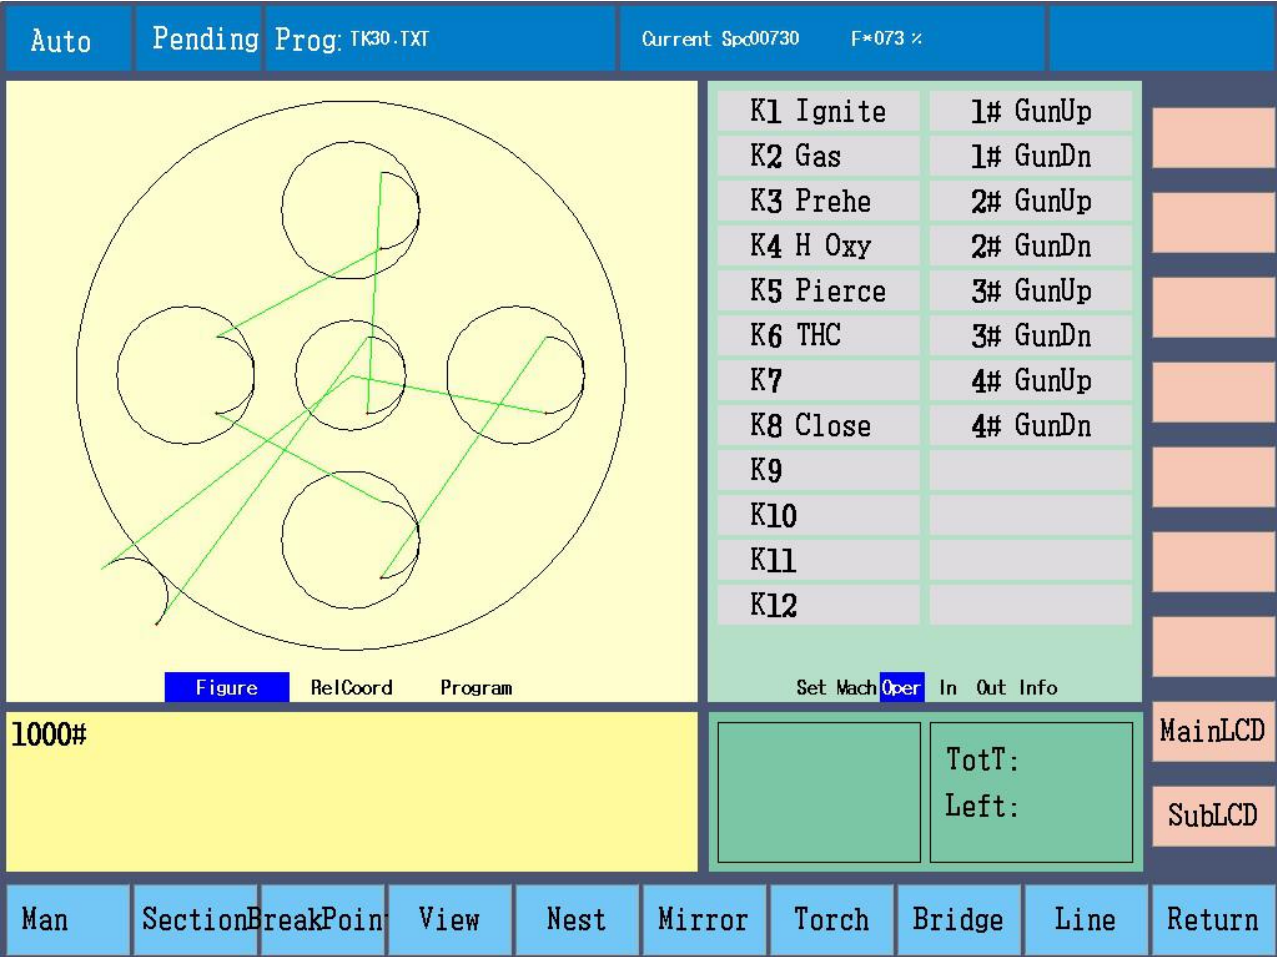 Auto Pending Prog: TK30.TXT Current Spc00730 F*073 %
K1 Ignite 1# GunUp
K2 Gas 1# GunDn
K3 Prehe 2# GunUp
K4 H Oxy 2# GunDn
K5 Pierce 3# GunUp
K6 THC 3# GunDn
K7 4# GunUp
K8 Close 4# GunDn
K9
K10
K11
K12
Figure RelCoord Program Set Mach Oper In Out Info
1000#
TotT:
Left:
MainLCD
SubLCD
Man Section BreakPoin View Nest Mirror Torch Bridge Line Return